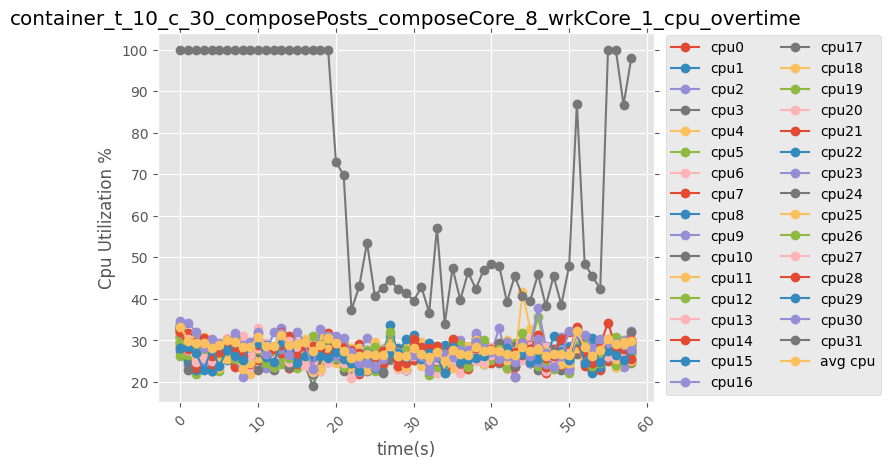 container_t_10_c_30_composePosts_composeCore_8_wrkCore_1_cpu_overtime
Cpu Utilization %
100
90
80
70
60
50
40
30
20
0
10
20
30
40
50
60
time(s)
cpu0
cpu1
cpu2
cpu3
cpu4
cpu5
cpu6
cpu7
cpu8
cpu9
cpu10
cpu11
cpu12
cpu13
cpu14
cpu15
cpu16
cpu17
cpu18
cpu19
cpu20
cpu21
cpu22
cpu23
cpu24
cpu25
cpu26
cpu27
cpu28
cpu29
cpu30
cpu31
avg cpu